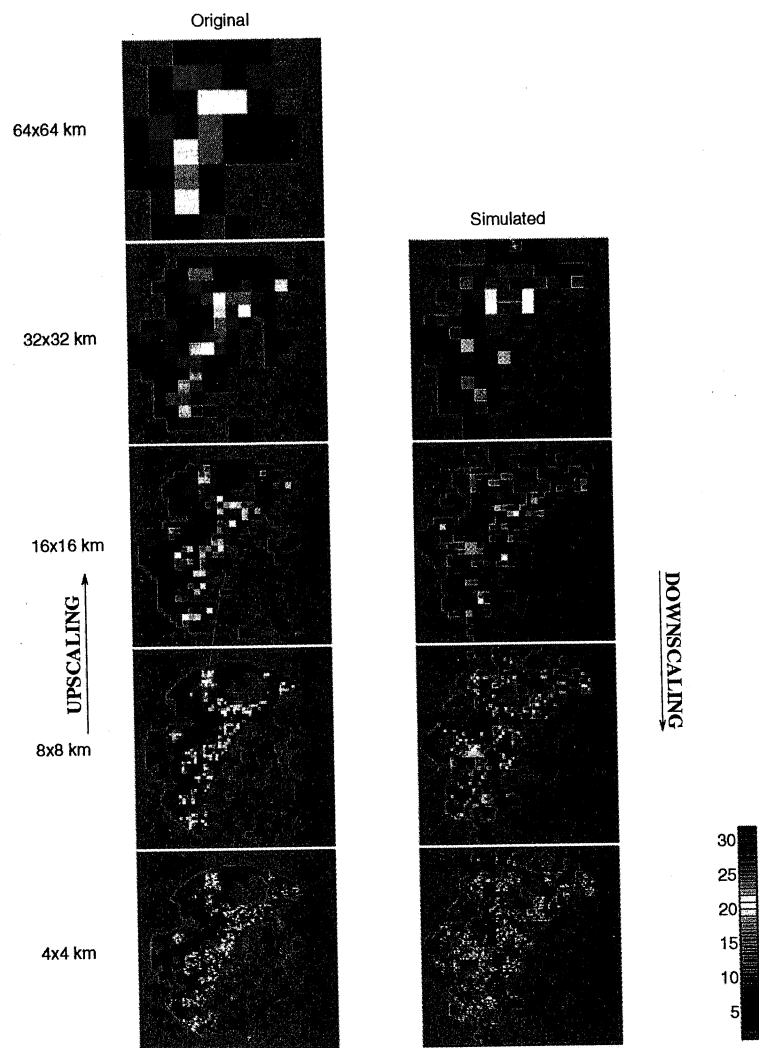 Original
64x64 km
Simulated
32x32 km
16x16 km
UPSCALING
DOWNSCALING
8x8 km
4x4 km
30
25
20
15
10
5